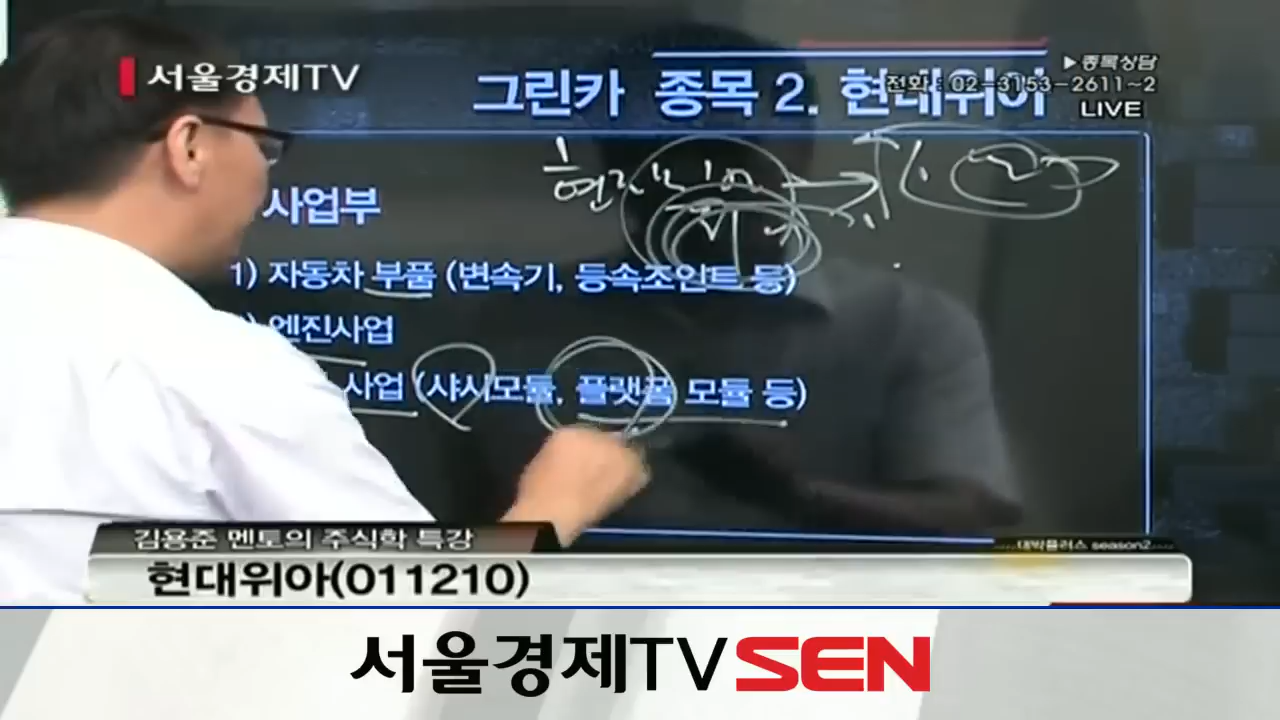 서울경제TV
▶종목상담
전화 : 02-3153-2611~2
LIVE
그린카 종목 2. 현대위아
사업부
1) 자동차 부품 (변속기, 등속조인트 등)
) 엔진사업
사업 (샤시모듈, 플랫폼 모듈 등)
김용준 멘토의 주식학 특강
대박플러스 season2
현대위아(011210)
서울경제TV SEN